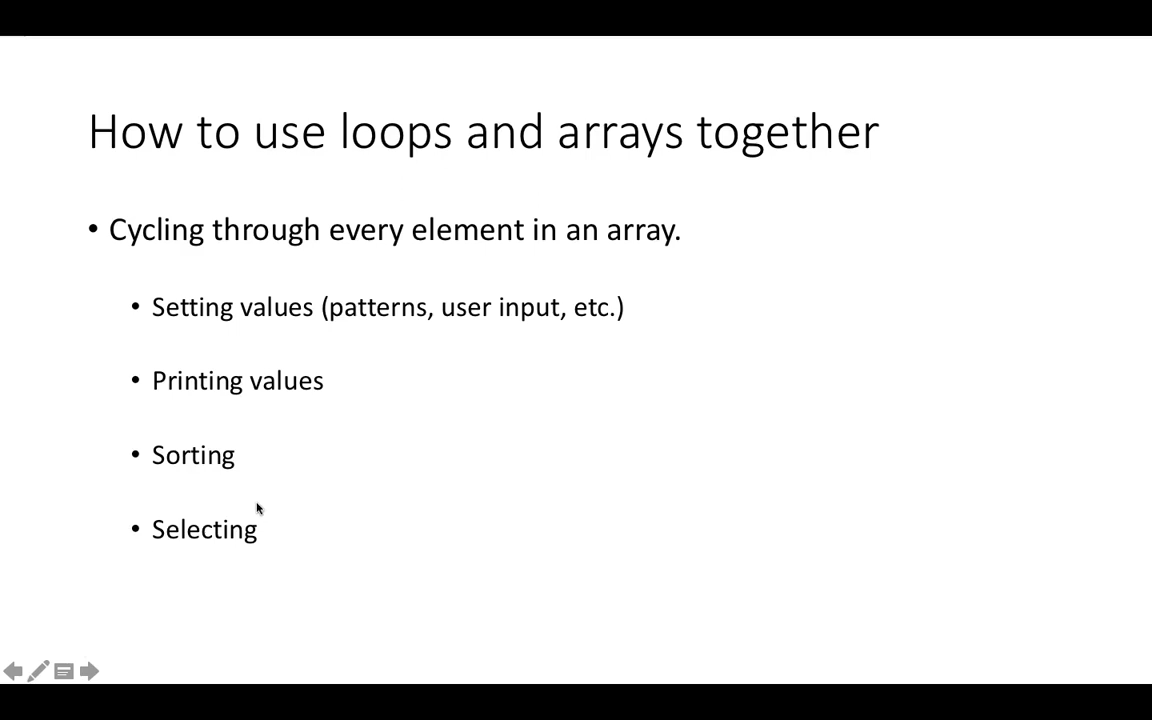 How to use loops and arrays together
• Cycling through every element in an array.
• Setting values (patterns, user input, etc.)
• Printing values
• Sorting
• Selecting